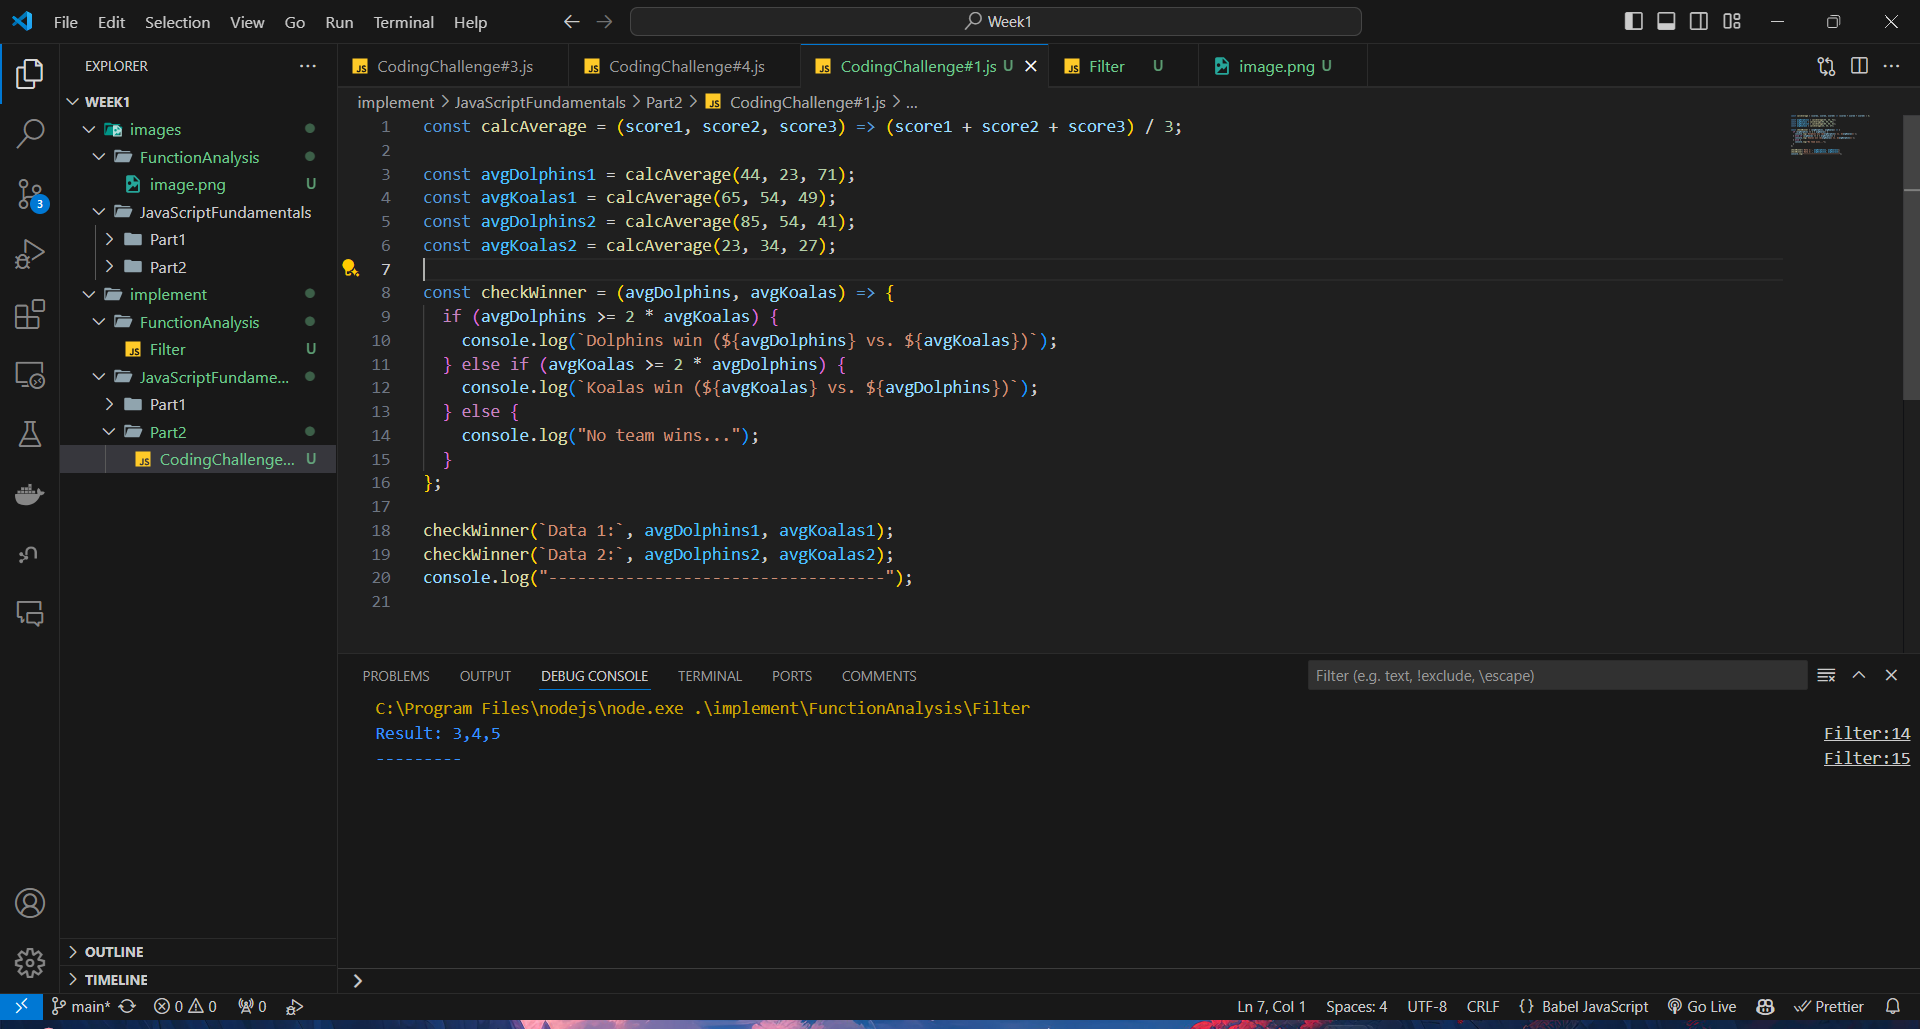 File Edit Selection View Go Run Terminal Help
Week1
EXPLORER
WEEK1
images
FunctionAnalysis
image.png U
JavaScriptFundamentals
Part1
Part2
implement
FunctionAnalysis
Filter U
JavaScriptFundame...
Part1
Part2
CodingChallenge... U
OUTLINE
TIMELINE
3
CodingChallenge#3.js CodingChallenge#4.js CodingChallenge#1.js U Filter U image.png U
implement > JavaScriptFundamentals > Part2 > CodingChallenge#1.js > ...
1 const calcAverage = (score1, score2, score3) => (score1 + score2 + score3) / 3;
2
3 const avgDolphins1 = calcAverage(44, 23, 71);
4 const avgKoalas1 = calcAverage(65, 54, 49);
5 const avgDolphins2 = calcAverage(85, 54, 41);
6 const avgKoalas2 = calcAverage(23, 34, 27);
7
8 const checkWinner = (avgDolphins, avgKoalas) => {
9 if (avgDolphins >= 2 * avgKoalas) {
10 console.log(`Dolphins win (${avgDolphins} vs. ${avgKoalas})`);
11 } else if (avgKoalas >= 2 * avgDolphins) {
12 console.log(`Koalas win (${avgKoalas} vs. ${avgDolphins})`);
13 } else {
14 console.log("No team wins...");
15 }
16 };
17
18 checkWinner(`Data 1:`, avgDolphins1, avgKoalas1);
19 checkWinner(`Data 2:`, avgDolphins2, avgKoalas2);
20 console.log("-----------------------------------");
21
PROBLEMS OUTPUT DEBUG CONSOLE TERMINAL PORTS COMMENTS
Filter (e.g. text, !exclude, \escape)
C:\Program Files\nodejs\node.exe .\implement\FunctionAnalysis\Filter
Result: 3,4,5 Filter:14
--------- Filter:15
main* 0 0 0
Ln 7, Col 1 Spaces: 4 UTF-8 CRLF {} Babel JavaScript Go Live Prettier